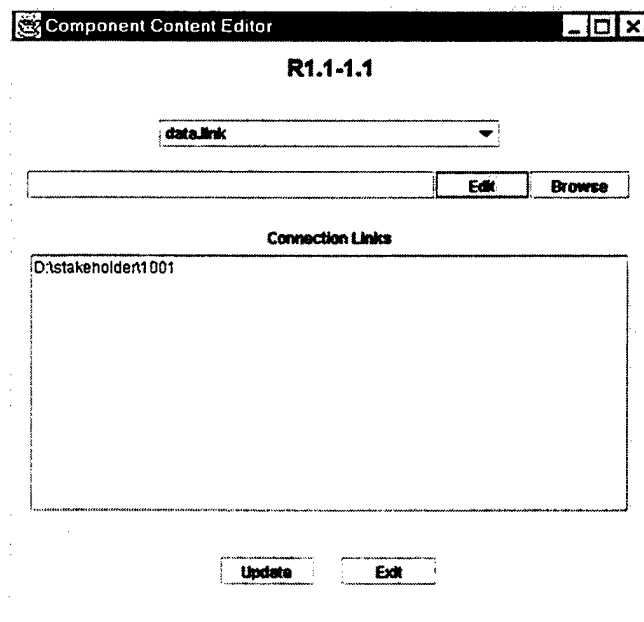 Component Content Editor
R1.1-1.1
data.link
Edit Browse
Connection Links
D:\stakeholder\1001
Update Exit